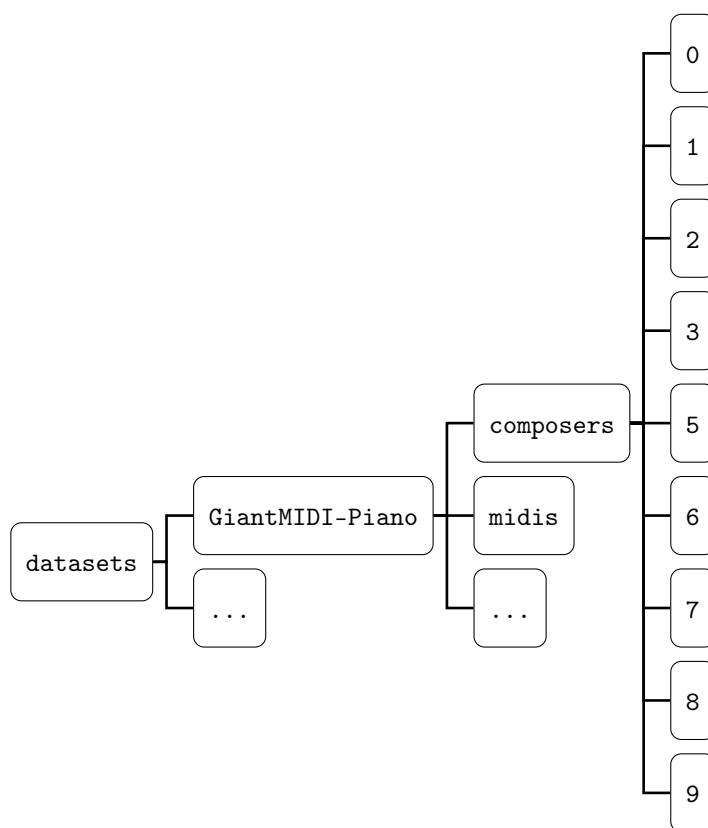 datasets
GiantMIDI-Piano
...
composers
midis
...
0
1
2
3
5
6
7
8
9